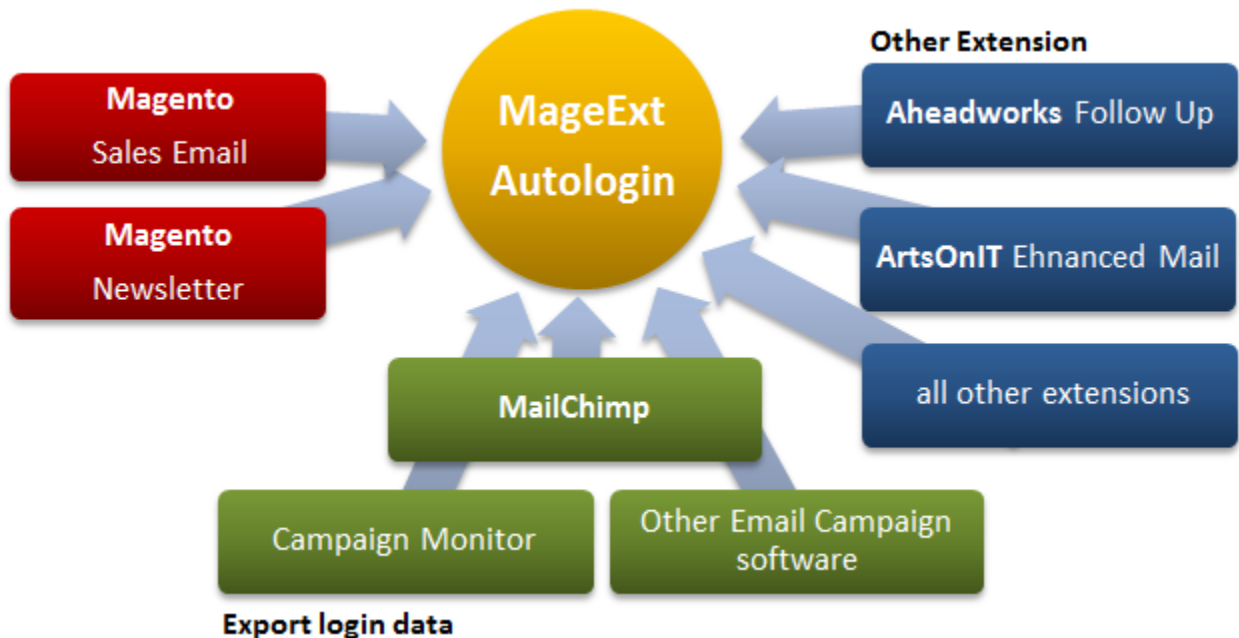 Magento
Sales Email
Magento
Newsletter
MageExt
Autologin
Other Extension
Aheadworks Follow Up
ArtsOnIT Ehnanced Mail
all other extensions
MailChimp
Campaign Monitor
Other Email Campaign
software
Export login data